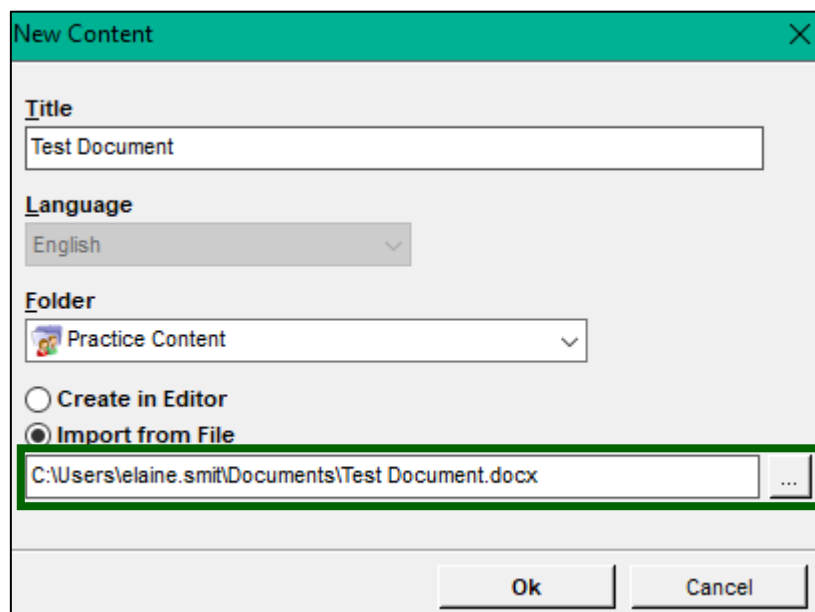 New Content
Title
Test Document
Language
English
Folder
Practice Content
Create in Editor
Import from File
C:\Users\elaine.smit\Documents\Test Document.docx
...
Ok Cancel